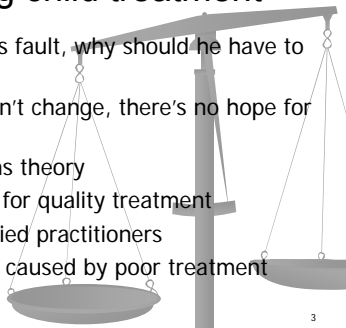 g child treatment
s fault, why should he have to
n't change, there's no hope for
s theory
for quality treatment
ied practitioners
caused by poor treatment
3